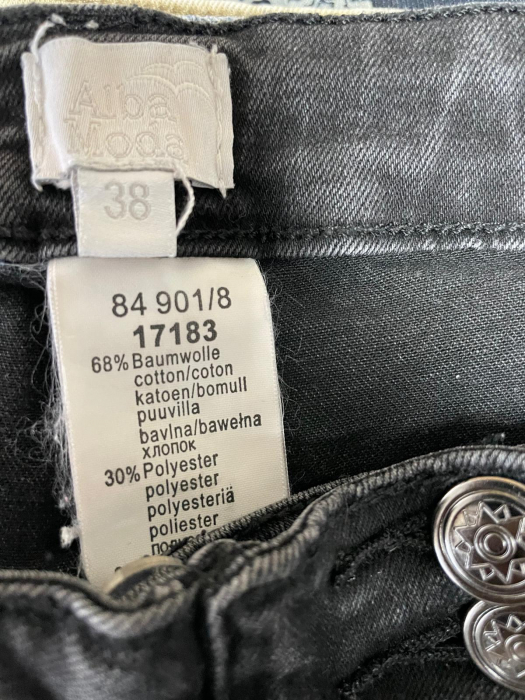 Alba
Moda
38
84 901/8
17183
68% Baumwolle
cotton/coton
katoen/bomull
puuvilla
bavlna/bawełna
хлопок
30% Polyester
polyester
polyesteriä
poliester